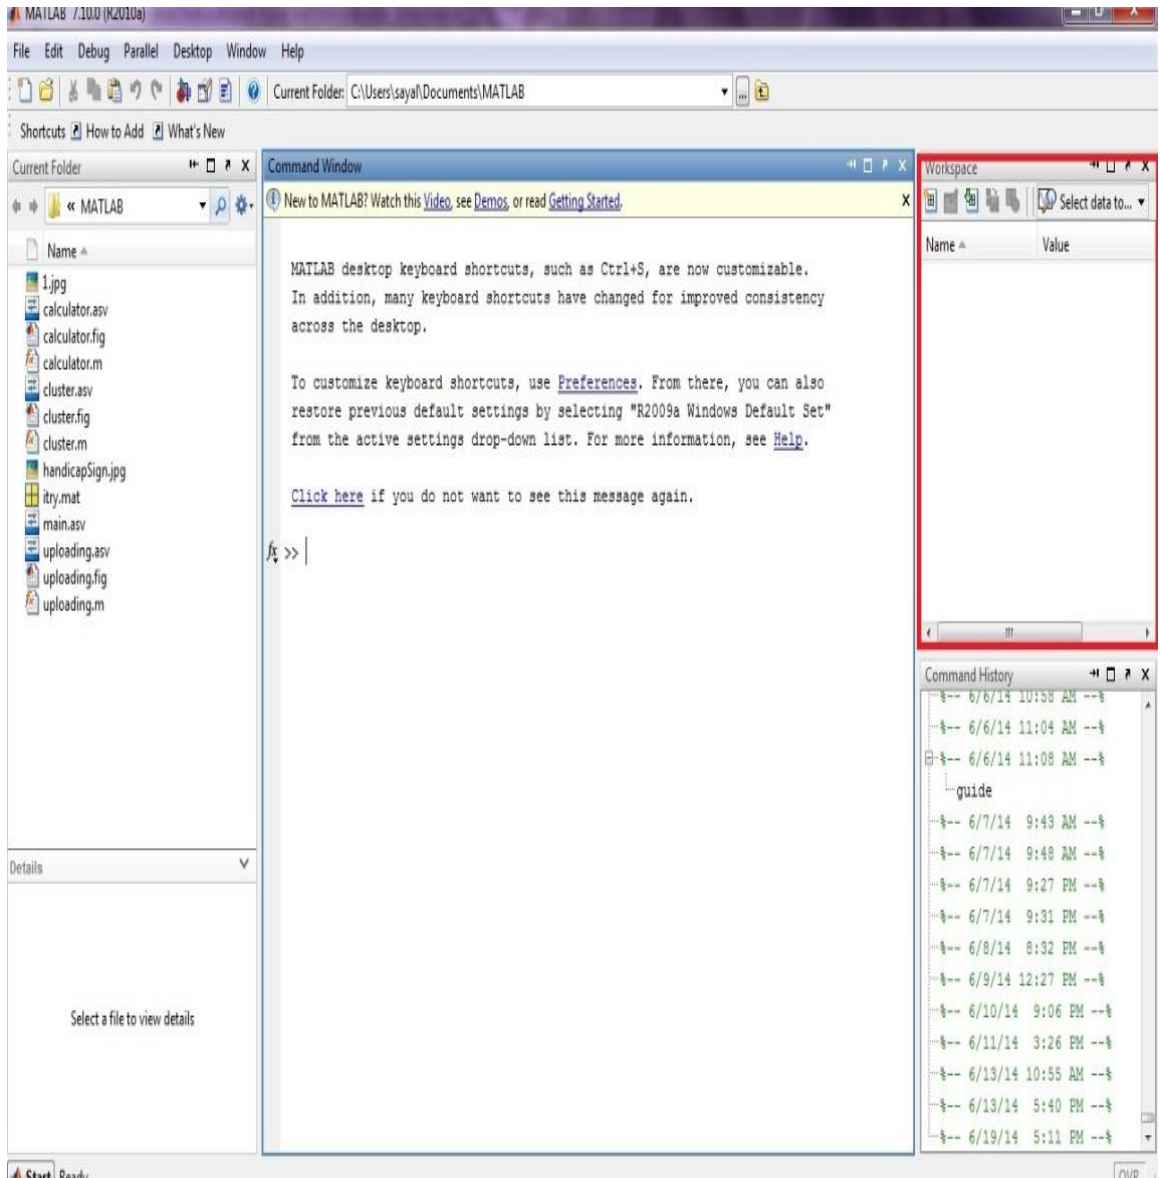 MATLAB 7.10.0 (R2010a)
File Edit Debug Parallel Desktop Window Help
Current Folder: C:\Users\sayal\Documents\MATLAB
Shortcuts How to Add What's New
Current Folder
« MATLAB
Name
1.jpg
calculator.asv
calculator.fig
calculator.m
cluster.asv
cluster.fig
cluster.m
handicapSign.jpg
itry.mat
main.asv
uploading.asv
uploading.fig
uploading.m
Details
Select a file to view details
Command Window
New to MATLAB? Watch this Video, see Demos, or read Getting Started.
MATLAB desktop keyboard shortcuts, such as Ctrl+S, are now customizable.
In addition, many keyboard shortcuts have changed for improved consistency
across the desktop.
To customize keyboard shortcuts, use Preferences. From there, you can also
restore previous default settings by selecting "R2009a Windows Default Set"
from the active settings drop-down list. For more information, see Help.
Click here if you do not want to see this message again.
fx >>
Workspace
Select data to...
Name Value
Command History
%-- 6/6/14 10:58 AM --%
%-- 6/6/14 11:04 AM --%
%-- 6/6/14 11:08 AM --%
guide
%-- 6/7/14 9:43 AM --%
%-- 6/7/14 9:48 AM --%
%-- 6/7/14 9:27 PM --%
%-- 6/7/14 9:31 PM --%
%-- 6/8/14 8:32 PM --%
%-- 6/9/14 12:27 PM --%
%-- 6/10/14 9:06 PM --%
%-- 6/11/14 3:26 PM --%
%-- 6/13/14 10:55 AM --%
%-- 6/13/14 5:40 PM --%
%-- 6/19/14 5:11 PM --%
Start Ready
OVR